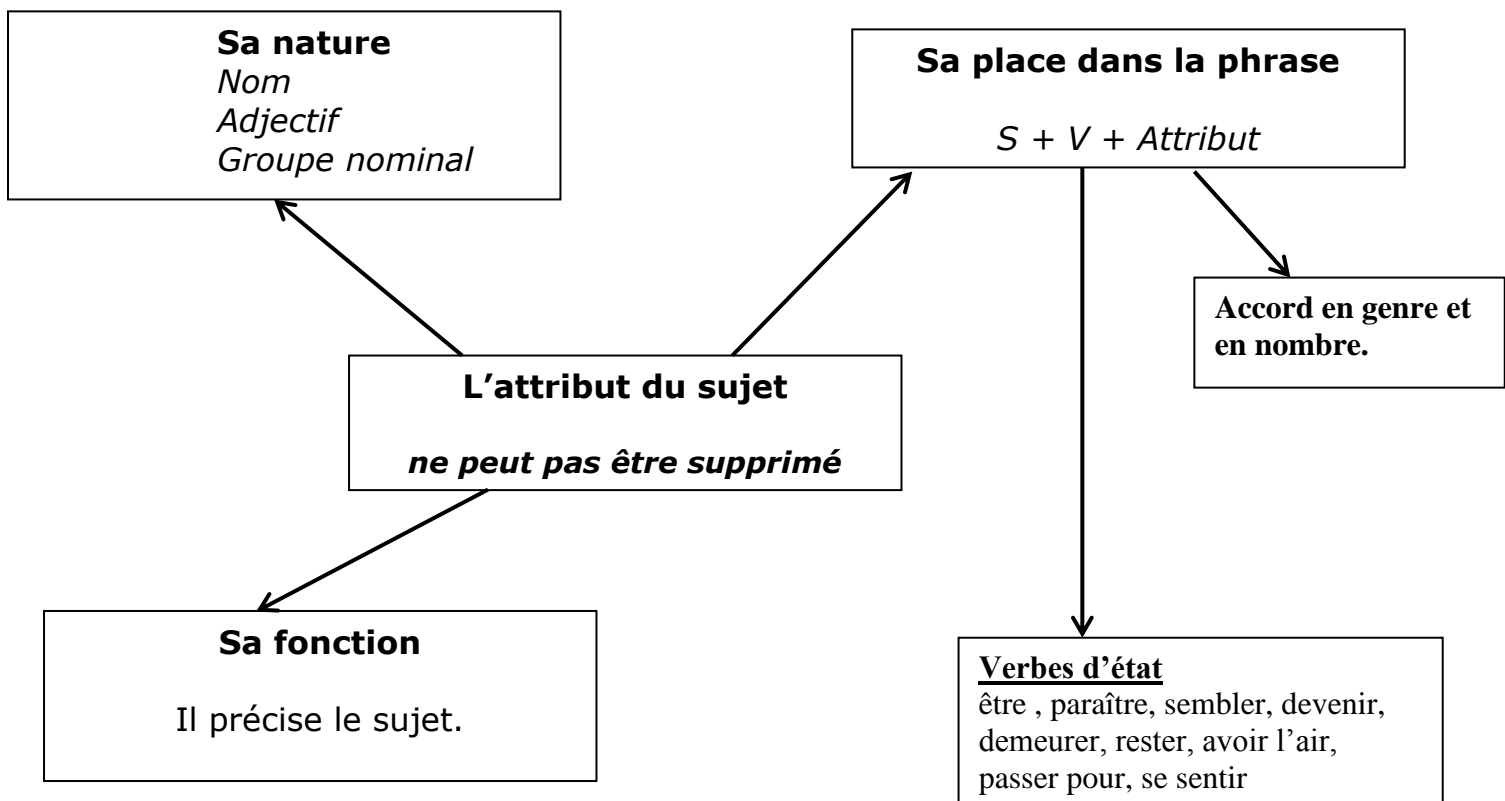 Sa nature
Nom
Adjectif
Groupe nominal
Sa place dans la phrase
S + V + Attribut
Accord en genre et
en nombre.
L’attribut du sujet
ne peut pas être supprimé
Sa fonction
Il précise le sujet.
Verbes d’état
être , paraître, sembler, devenir,
demeurer, rester, avoir l’air,
passer pour, se sentir